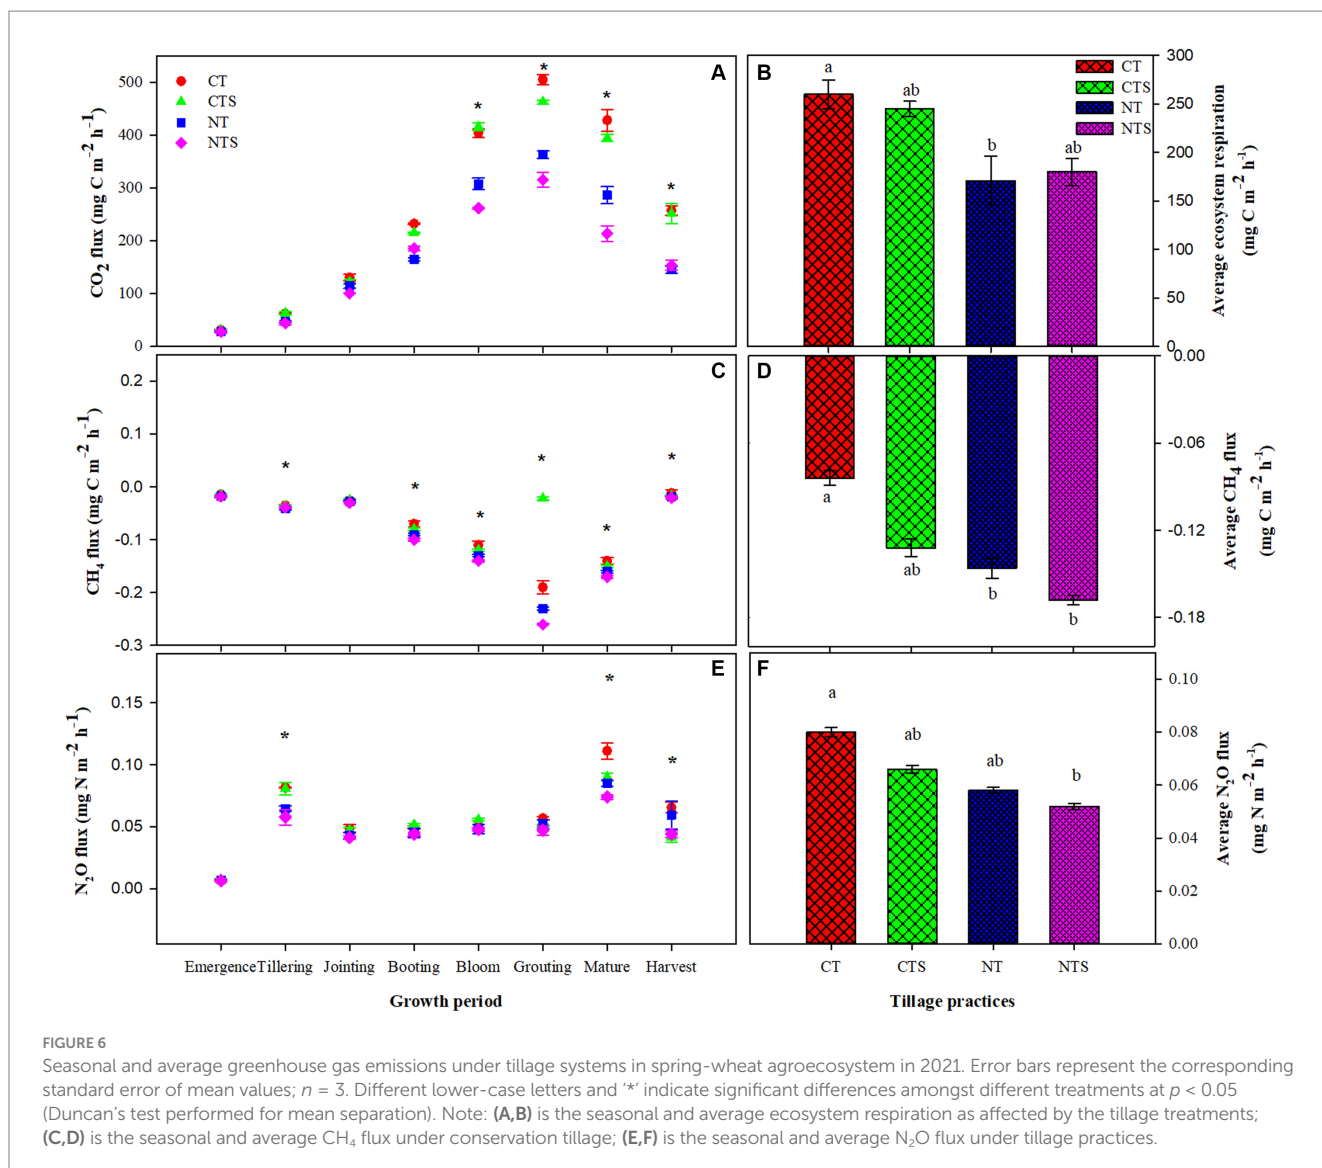 A
CO₂ flux (mg C m⁻² h⁻¹)
500
400
300
200
100
0
CT
CTS
NT
NTS
*
*
*
*
B
a
ab
b
ab
CT
CTS
NT
NTS
300
250
200
150
100
50
0
Average ecosystem respiration
(mg C m⁻² h⁻¹)
C
CH₄ flux (mg C m⁻² h⁻¹)
0.2
0.1
0.0
-0.1
-0.2
-0.3
*
*
*
*
*
*
D
a
ab
b
b
0.00
-0.06
-0.12
-0.18
Average CH₄ flux
(mg C m⁻² h⁻¹)
E
N₂O flux (mg N m⁻² h⁻¹)
0.15
0.10
0.05
0.00
*
*
*
Emergence Tillering Jointing Booting Bloom Grouting Mature Harvest
Growth period
F
a
ab
ab
b
0.10
0.08
0.06
0.04
0.02
0.00
Average N₂O flux
(mg N m⁻² h⁻¹)
CT CTS NT NTS
Tillage practices
FIGURE 6
Seasonal and average greenhouse gas emissions under tillage systems in spring-wheat agroecosystem in 2021. Error bars represent the corresponding
standard error of mean values; n = 3. Different lower-case letters and ‘*’ indicate significant differences amongst different treatments at p < 0.05
(Duncan’s test performed for mean separation). Note: (A,B) is the seasonal and average ecosystem respiration as affected by the tillage treatments;
(C,D) is the seasonal and average CH₄ flux under conservation tillage; (E,F) is the seasonal and average N₂O flux under tillage practices.